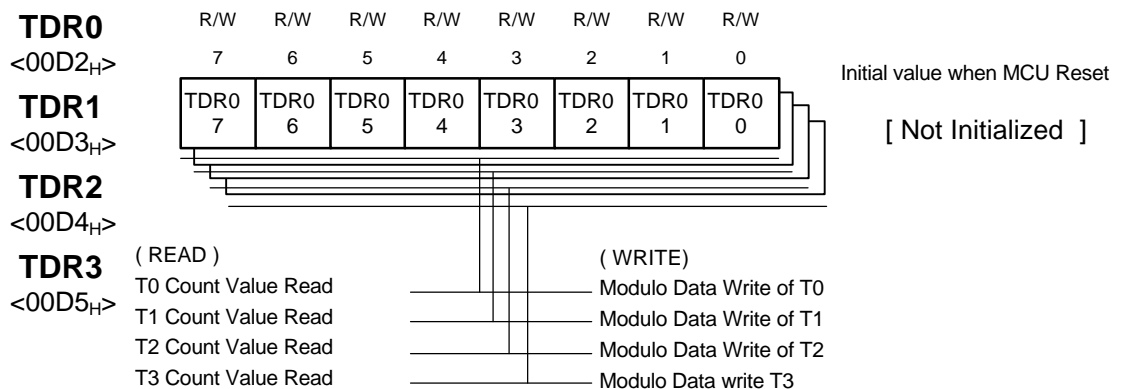 TDR0
<00D2H>
TDR1
<00D3H>
TDR2
<00D4H>
TDR3
<00D5H>
R/W R/W R/W R/W R/W R/W R/W R/W
7 6 5 4 3 2 1 0
TDR0 TDR0 TDR0 TDR0 TDR0 TDR0 TDR0 TDR0
7 6 5 4 3 2 1 0
Initial value when MCU Reset
[ Not Initialized ]
( READ )
T0 Count Value Read
T1 Count Value Read
T2 Count Value Read
T3 Count Value Read
( WRITE)
Modulo Data Write of T0
Modulo Data Write of T1
Modulo Data Write of T2
Modulo Data write T3